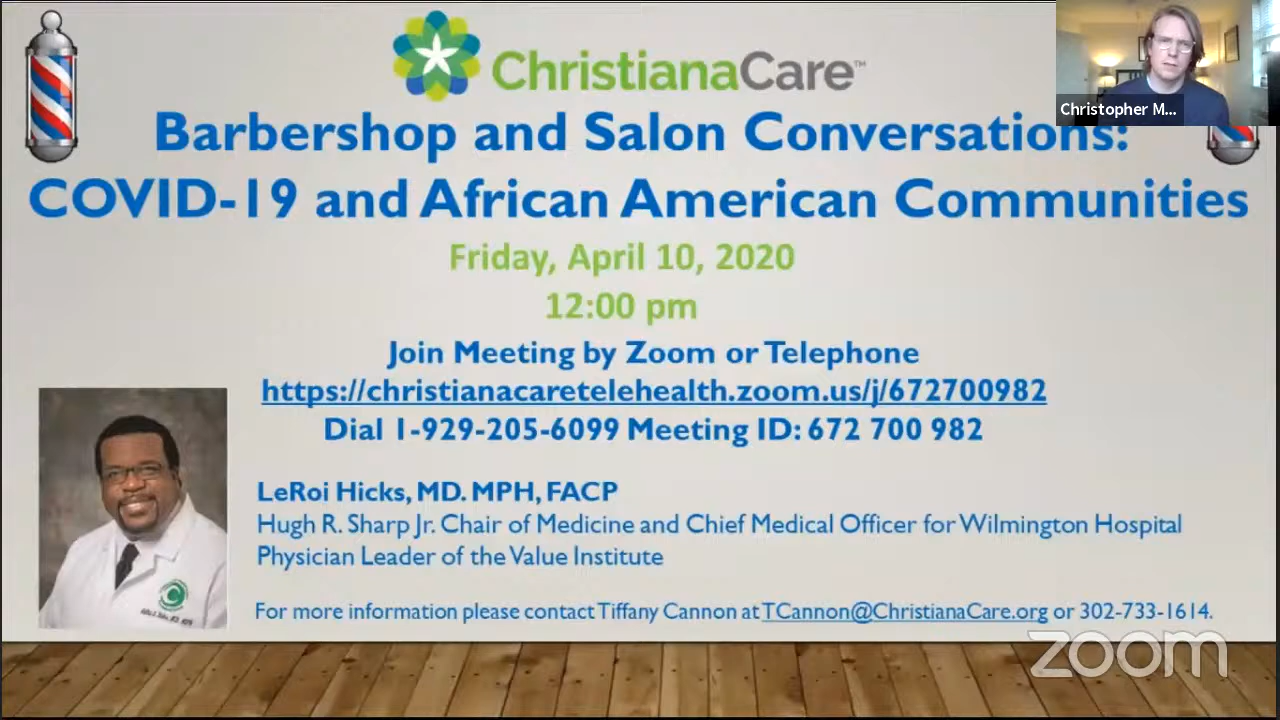 ChristianaCare™
Christopher M...
Barbershop and Salon Conversations:
COVID-19 and African American Communities
Friday, April 10, 2020
12:00 pm
Join Meeting by Zoom or Telephone
https://christianacaretelehealth.zoom.us/j/672700982
Dial 1-929-205-6099 Meeting ID: 672 700 982
LeRoi Hicks, MD. MPH, FACP
Hugh R. Sharp Jr. Chair of Medicine and Chief Medical Officer for Wilmington Hospital
Physician Leader of the Value Institute
For more information please contact Tiffany Cannon at TCannon@ChristianaCare.org or 302-733-1614.
zoom